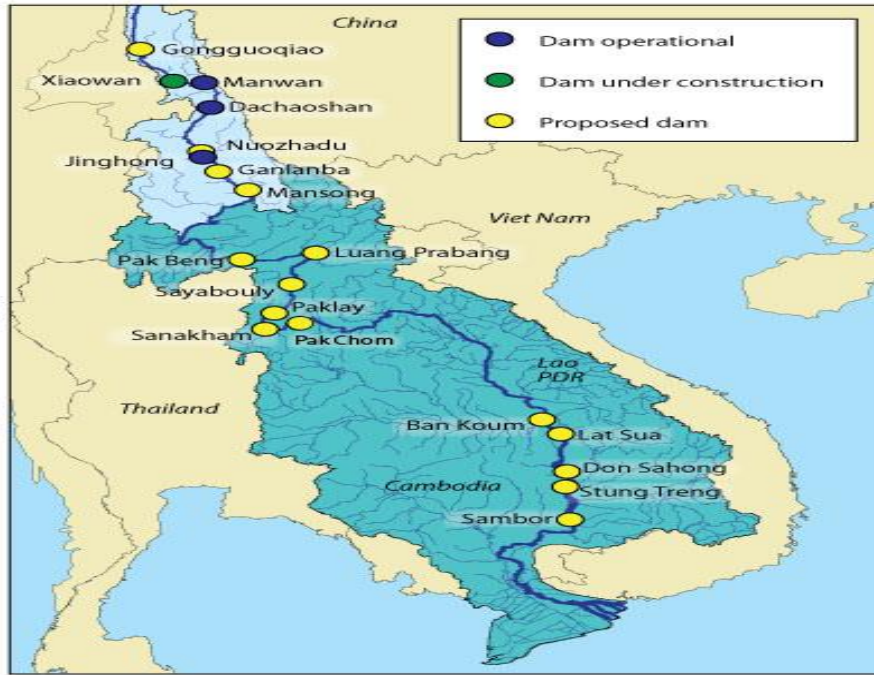 China
Gongguoqiao
Xiaowan
Manwan
Dachaoshan
Nuozhadu
Jinghong
Ganlanba
Mansong
Dam operational
Dam under construction
Proposed dam
Viet Nam
Pak Beng
Luang Prabang
Sayabouly
Paklay
Sanakham
Pak Chom
Thailand
Lao
PDR
Ban Koum
Lat Sua
Don Sahong
Cambodia
Stung Treng
Sambor